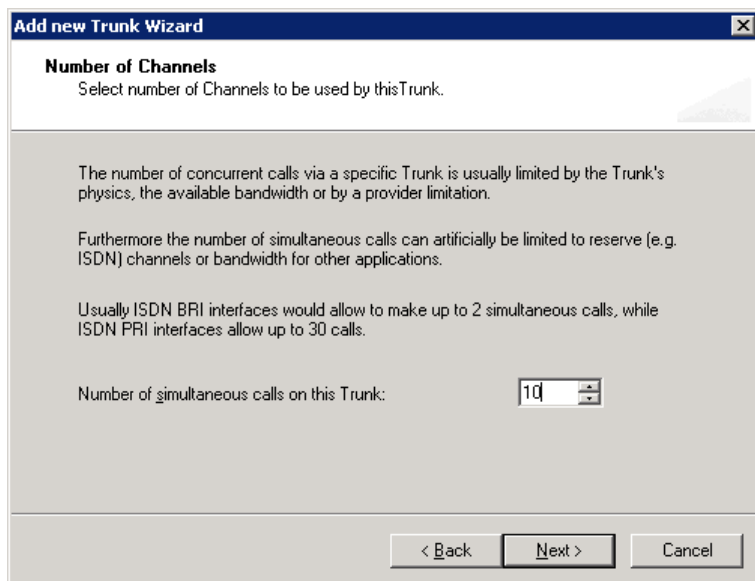 Add new Trunk Wizard
Number of Channels
Select number of Channels to be used by thisTrunk.
The number of concurrent calls via a specific Trunk is usually limited by the Trunk's
physics, the available bandwidth or by a provider limitation.
Furthermore the number of simultaneous calls can artificially be limited to reserve (e.g.
ISDN) channels or bandwidth for other applications.
Usually ISDN BRI interfaces would allow to make up to 2 simultaneous calls, while
ISDN PRI interfaces allow up to 30 calls.
Number of simultaneous calls on this Trunk: 10
< Back Next > Cancel